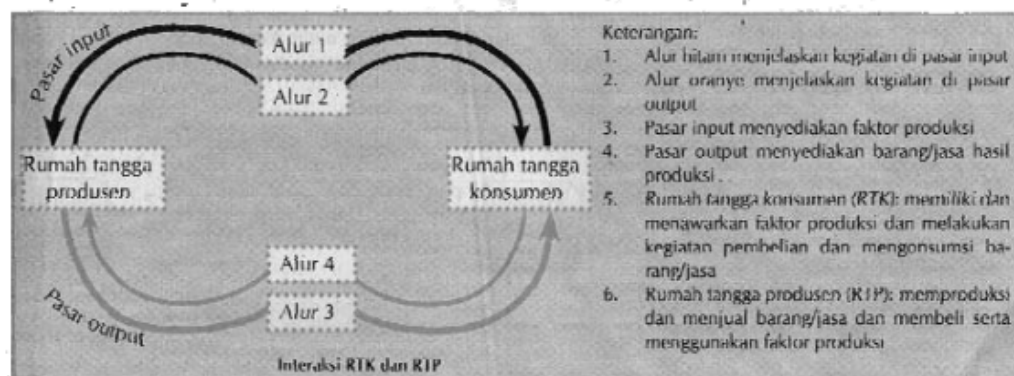 Pasar input
Alur 1
Alur 2
Rumah tangga
produsen
Rumah tangga
konsumen
Alur 4
Alur 3
Pasar output
Interaksi RTK dan RTP
Keterangan:
1. Alur hitam menjelaskan kegiatan di pasar input
2. Alur oranye menjelaskan kegiatan di pasar
output
3. Pasar input menyediakan faktor produksi
4. Pasar output menyediakan barang/jasa hasil
produksi.
5. Rumah tangga konsumen (RTK): memiliki dan
menawarkan faktor produksi dan melakukan
kegiatan pembelian dan mengonsumsi ba-
rang/jasa
6. Rumah tangga produsen (RTP): memproduksi
dan menjual barang/jasa dan membeli serta
menggunakan faktor produksi